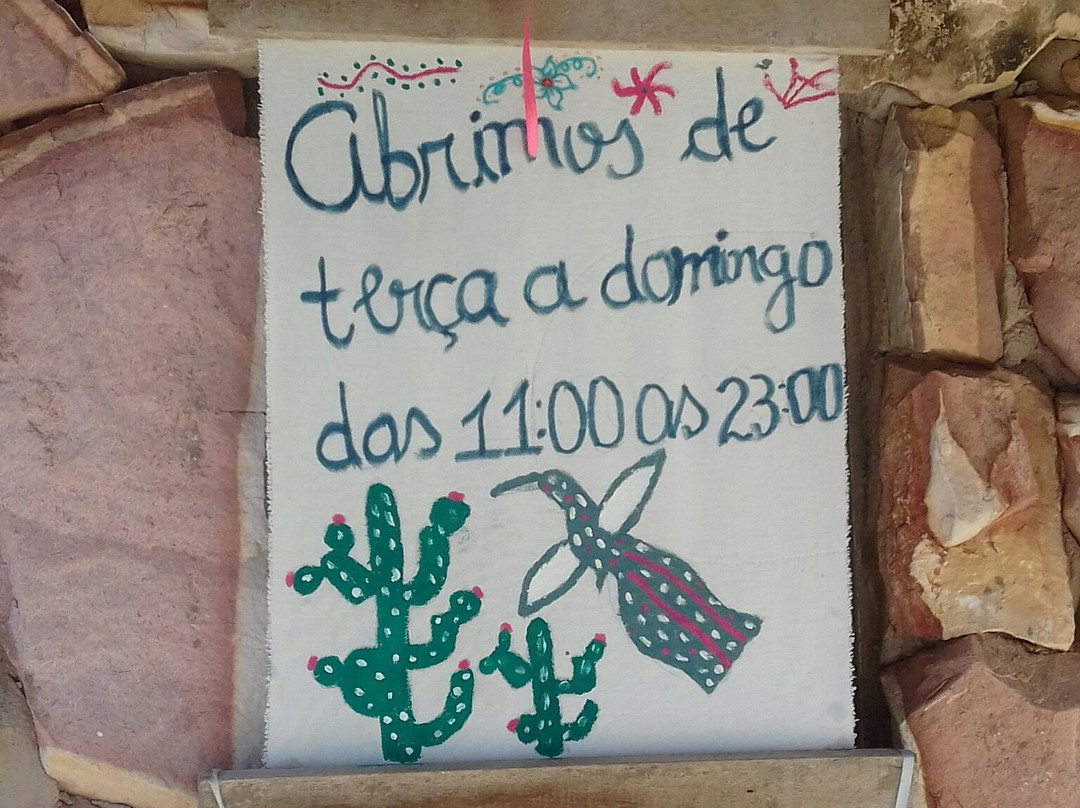 Abrimos de
terça a domingo
das 11:00 as 23:00